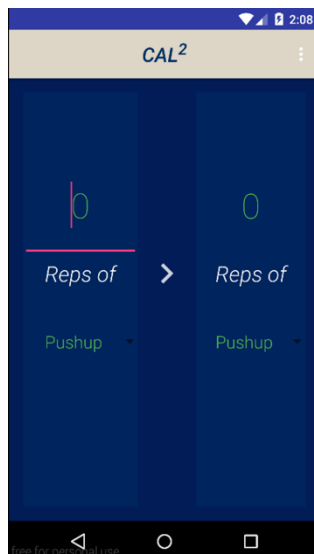 2:08
CAL²
0
0
Reps of
>
Reps of
Pushup
Pushup
free for personal use